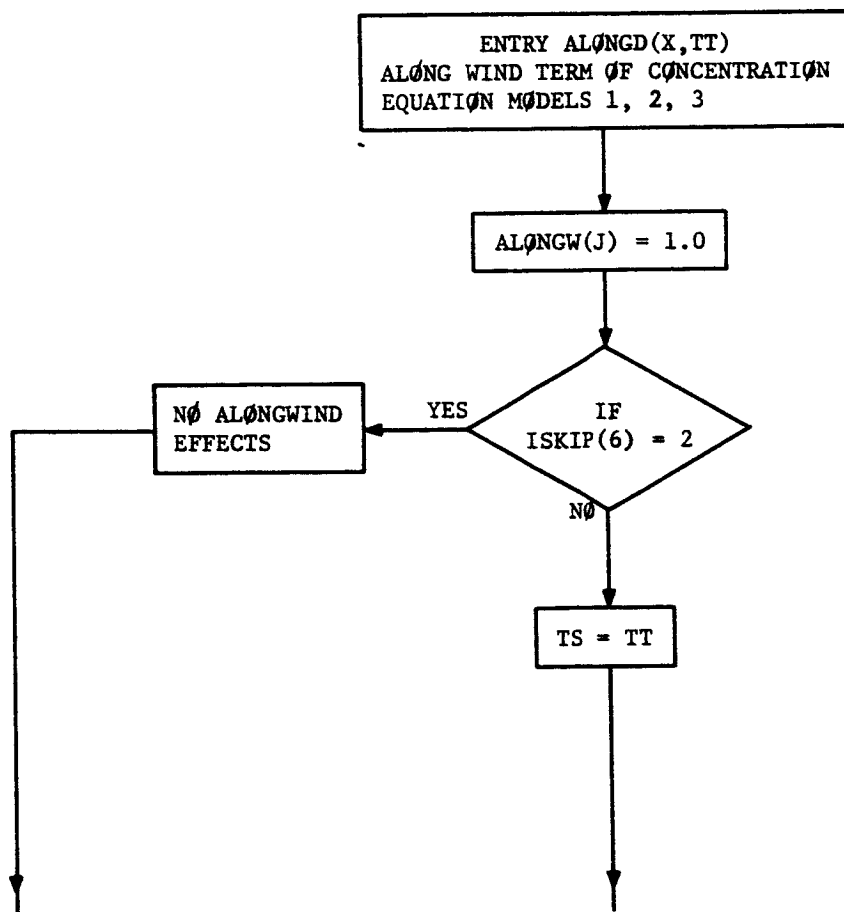 ENTRY ALØNGD(X,TT)
ALØNG WIND TERM ØF CØNCENTRATIØN
EQUATIØN MØDELS 1, 2, 3
ALØNGW(J) = 1.0
IF
ISKIP(6) = 2
YES
NØ ALØNGWIND
EFFECTS
NØ
TS = TT